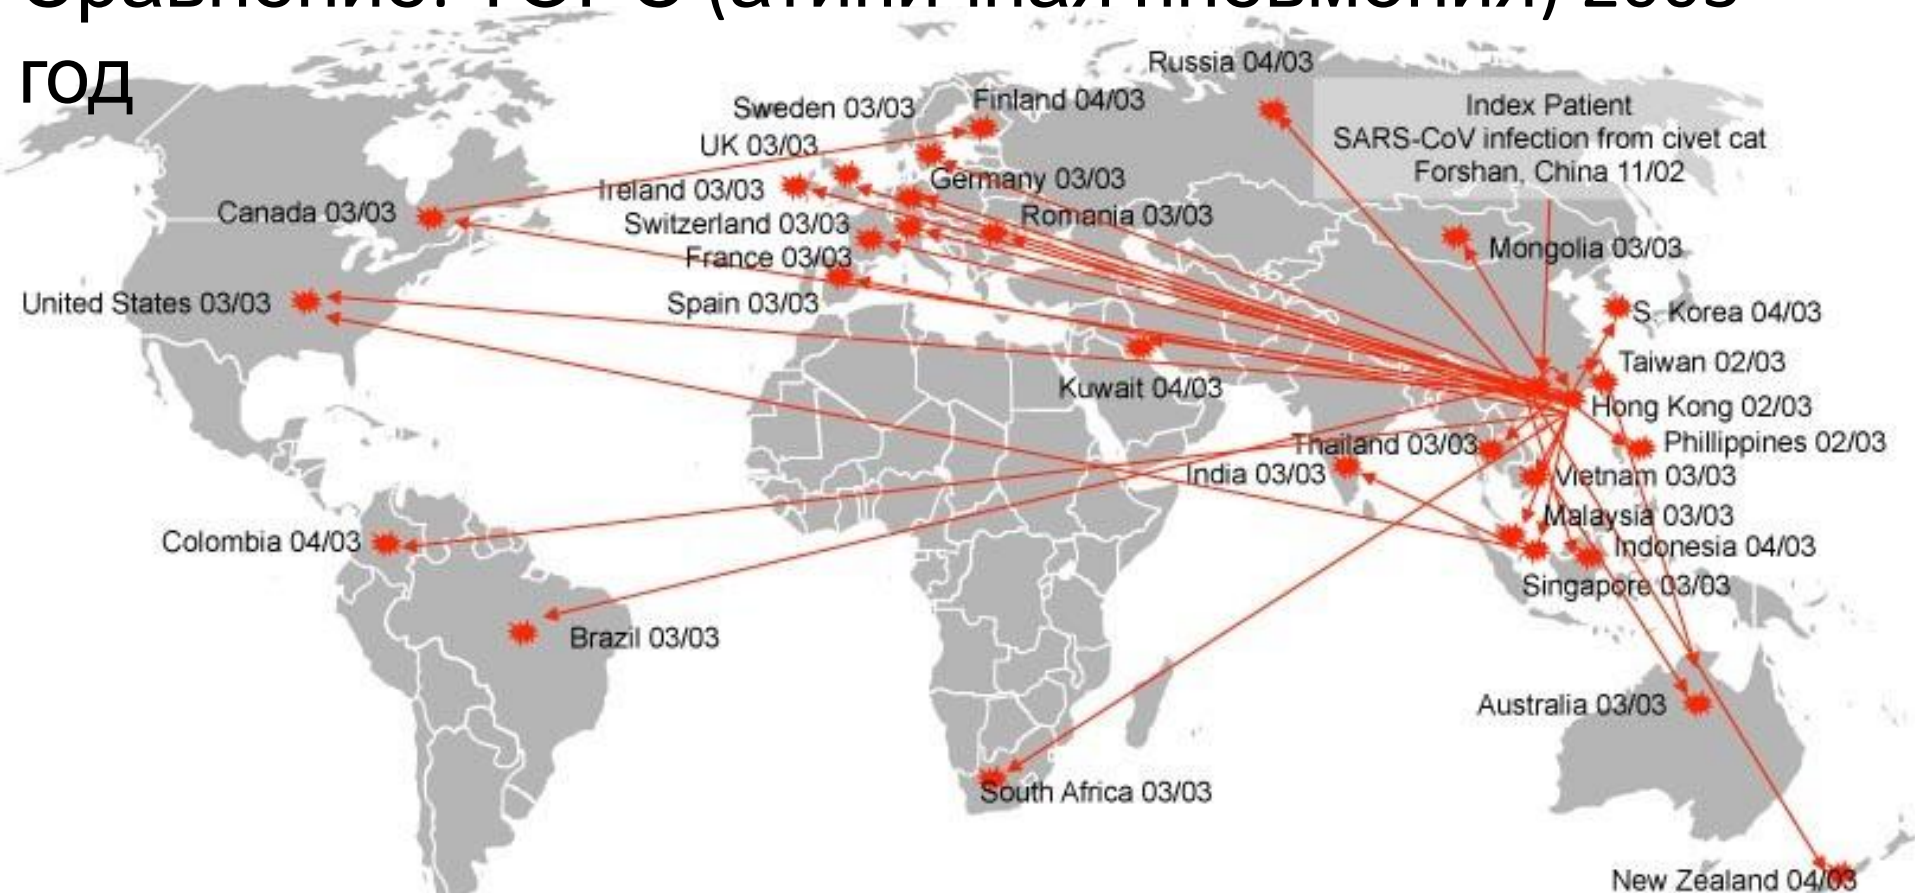 Сравнение: ТОРС (атипичная пневмония) 2003
год
Russia 04/03
Index Patient
SARS-CoV infection from civet cat
Forshan, China 11/02
Sweden 03/03
Finland 04/03
UK 03/03
Ireland 03/03
Germany 03/03
Canada 03/03
Switzerland 03/03
Romania 03/03
France 03/03
Mongolia 03/03
United States 03/03
Spain 03/03
S. Korea 04/03
Taiwan 02/03
Kuwait 04/03
Hong Kong 02/03
Thailand 03/03
Phillippines 02/03
India 03/03
Vietnam 03/03
Malaysia 03/03
Colombia 04/03
Indonesia 04/03
Singapore 03/03
Brazil 03/03
Australia 03/03
South Africa 03/03
New Zealand 04/03